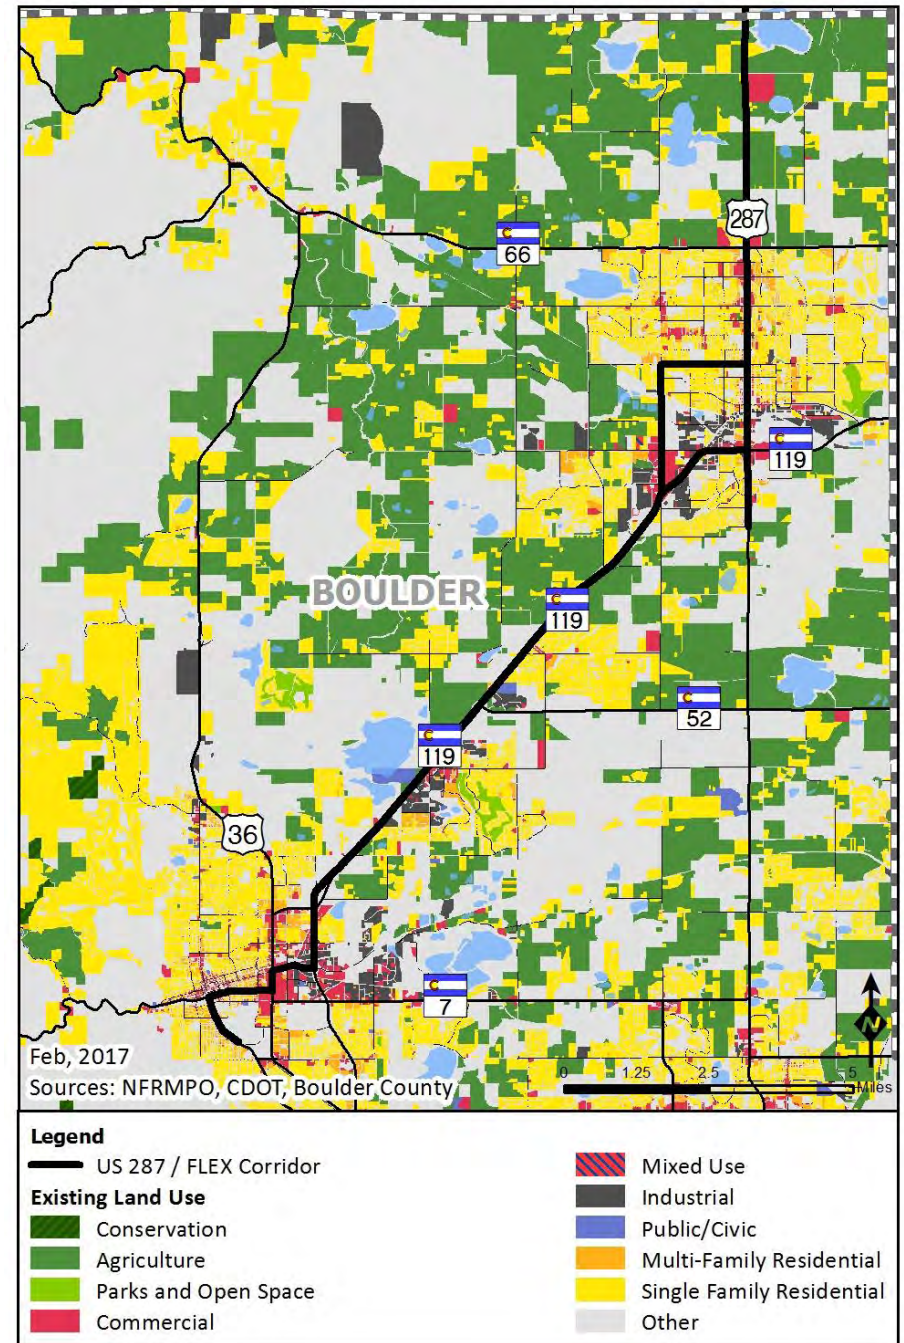 287
66
119
BOULDER
119
52
119
36
7
N
Feb, 2017
Sources: NFRMPO, CDOT, Boulder County
0 1.25 2.5 5
Miles
Legend
US 287 / FLEX Corridor
Existing Land Use
Conservation
Agriculture
Parks and Open Space
Commercial
Mixed Use
Industrial
Public/Civic
Multi-Family Residential
Single Family Residential
Other